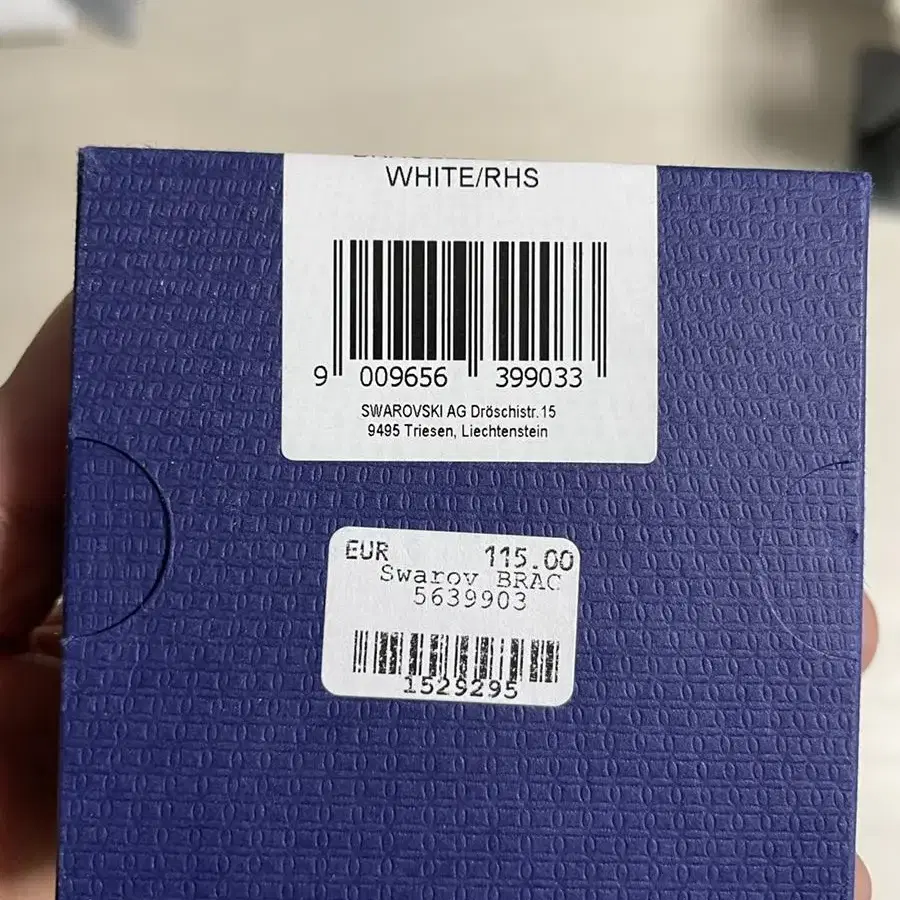 WHITE/RHS
9 009656 399033
SWAROVSKI AG Dröschistr. 15
9495 Triesen, Liechtenstein
EUR 115.00
Swarov BRAC
5639903
1529295